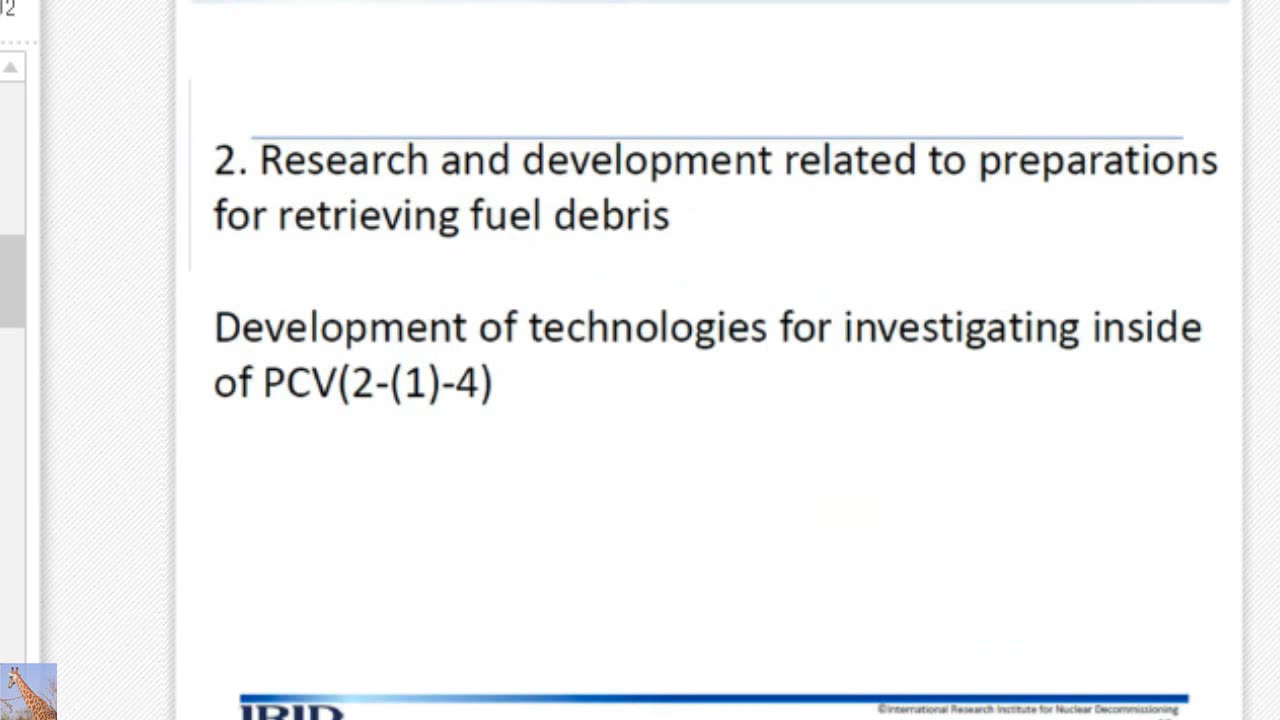 2. Research and development related to preparations
for retrieving fuel debris
Development of technologies for investigating inside
of PCV(2-(1)-4)
IRID
©International Research Institute for Nuclear Decommissioning